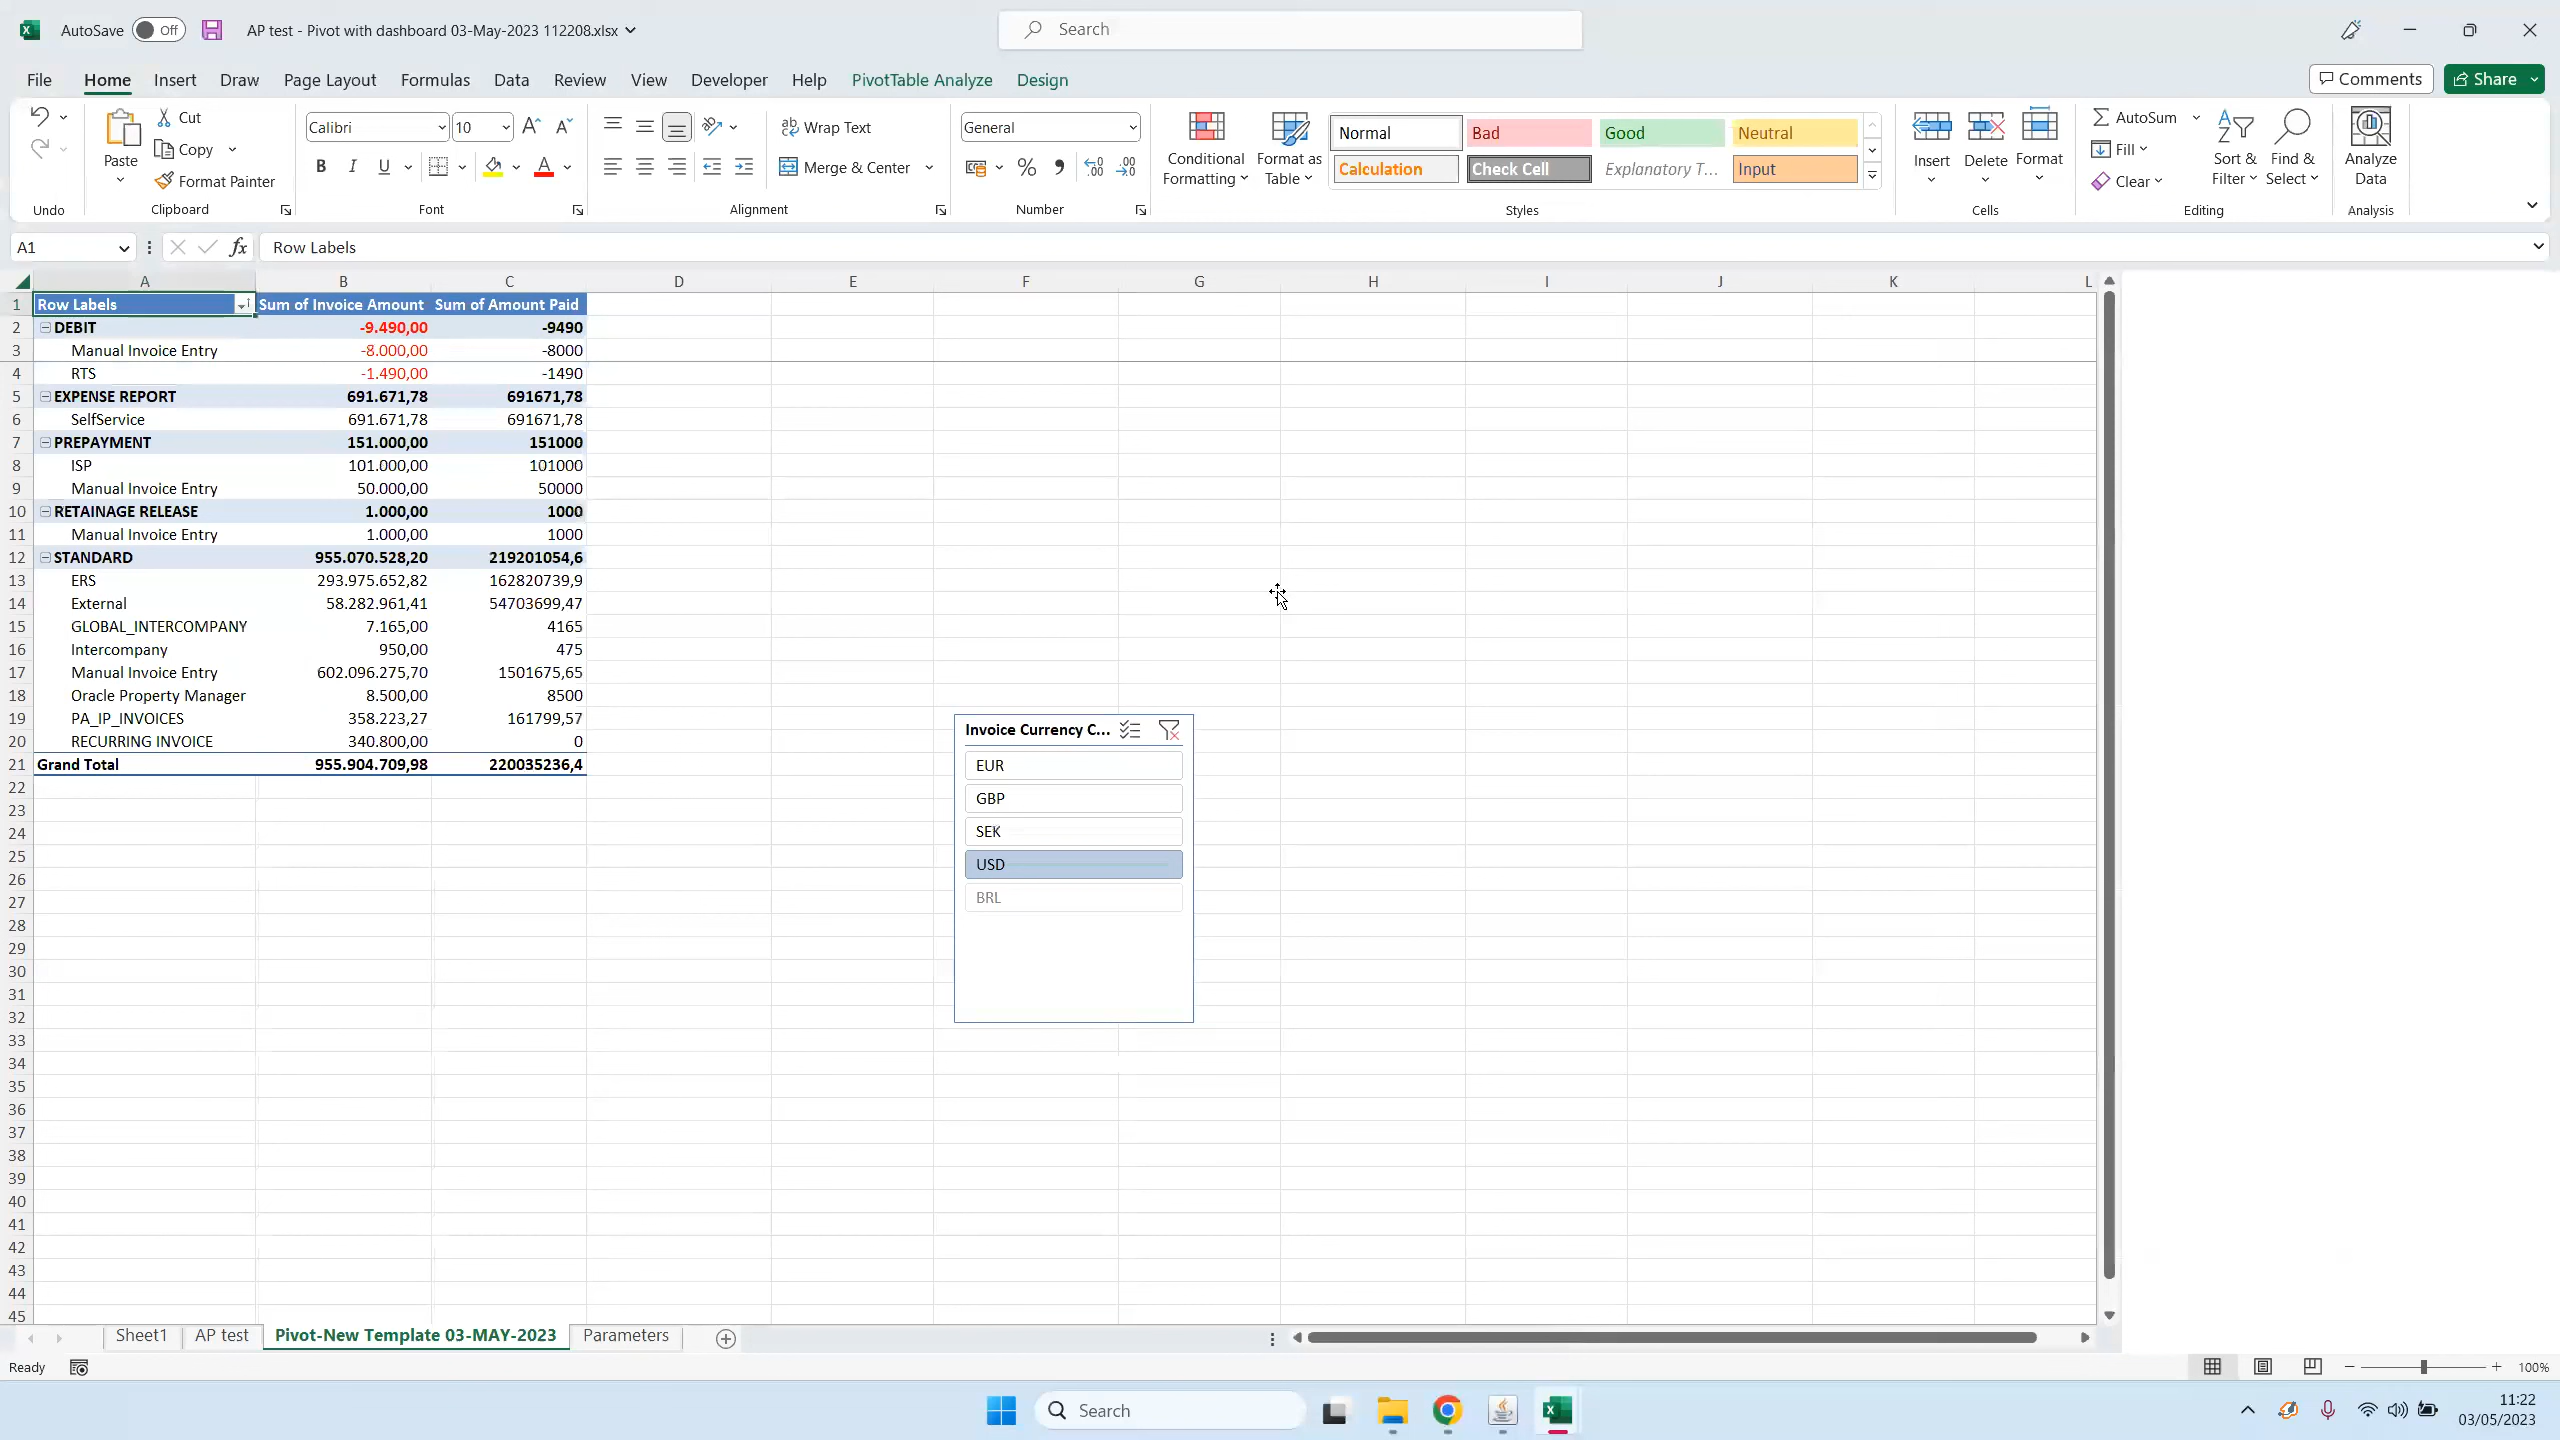 AutoSave Off AP test - Pivot with dashboard 03-May-2023 112208.xlsx Search
File Home Insert Draw Page Layout Formulas Data Review View Developer Help PivotTable Analyze Design Comments Share
Paste Cut Copy Format Painter
Calibri 10
B I U A
Wrap Text
Merge & Center
General
Conditional Formatting
Format as Table
Normal Bad Good Neutral
Calculation Check Cell Explanatory T... Input
Insert Delete Format
AutoSum
Fill
Clear
Sort & Filter
Find & Select
Analyze Data
Undo Clipboard Font Alignment Number Styles Cells Editing Analysis
A1 fx Row Labels
A B C D E F G H I J K L
1 Row Labels Sum of Invoice Amount Sum of Amount Paid
2 DEBIT -9.490,00 -9490
3 Manual Invoice Entry -8.000,00 -8000
4 RTS -1.490,00 -1490
5 EXPENSE REPORT 691.671,78 691671,78
6 SelfService 691.671,78 691671,78
7 PREPAYMENT 151.000,00 151000
8 ISP 101.000,00 101000
9 Manual Invoice Entry 50.000,00 50000
10 RETAINAGE RELEASE 1.000,00 1000
11 Manual Invoice Entry 1.000,00 1000
12 STANDARD 955.070.528,20 219201054,6
13 ERS 293.975.652,82 162820739,9
14 External 58.282.961,41 54703699,47
15 GLOBAL_INTERCOMPANY 7.165,00 4165
16 Intercompany 950,00 475
17 Manual Invoice Entry 602.096.275,70 1501675,65
18 Oracle Property Manager 8.500,00 8500
19 PA_IP_INVOICES 358.223,27 161799,57
20 RECURRING INVOICE 340.800,00 0
21 Grand Total 955.904.709,98 220035236,4
22
23
24
25
26
27
28
29
30
31
32
33
34
35
36
37
38
39
40
41
42
43
44
45
Invoice Currency C...
EUR
GBP
SEK
USD
BRL
Sheet1 AP test Pivot-New Template 03-MAY-2023 Parameters
Ready 100%
Search
11:22
03/05/2023